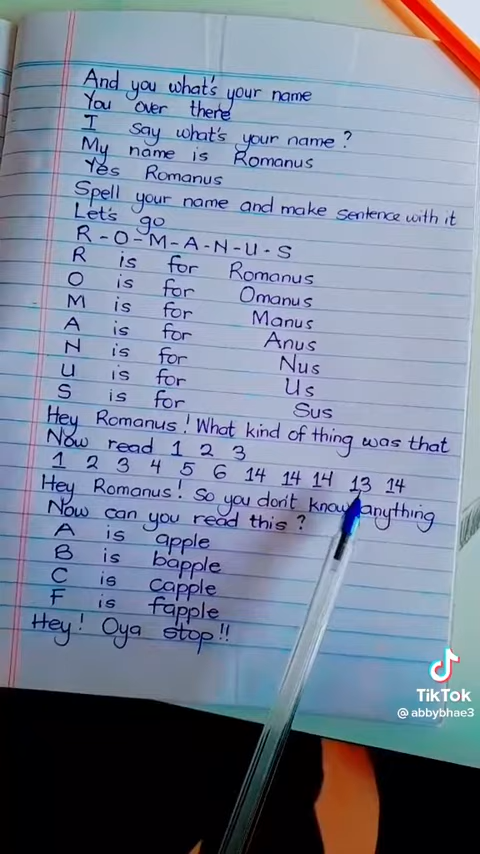 And you what's your name
You over there
I say what's your name?
My name is Romanus
Yes Romanus
Spell your name and make sentence with it
Let's go
R-O-M-A-N-U-S
R is for Romanus
O is for Omanus
M is for Manus
A is for Anus
N is for Nus
U is for Us
S is for Sus
Hey Romanus! What kind of thing was that
Now read 1 2 3
1 2 3 4 5 6 14 14 14 13 14
Hey Romanus! So you don't know anything
Now can you read this?
A is apple
B is bapple
C is capple
F is fapple
Hey! Oya stop!!
TikTok
@abbybhae3